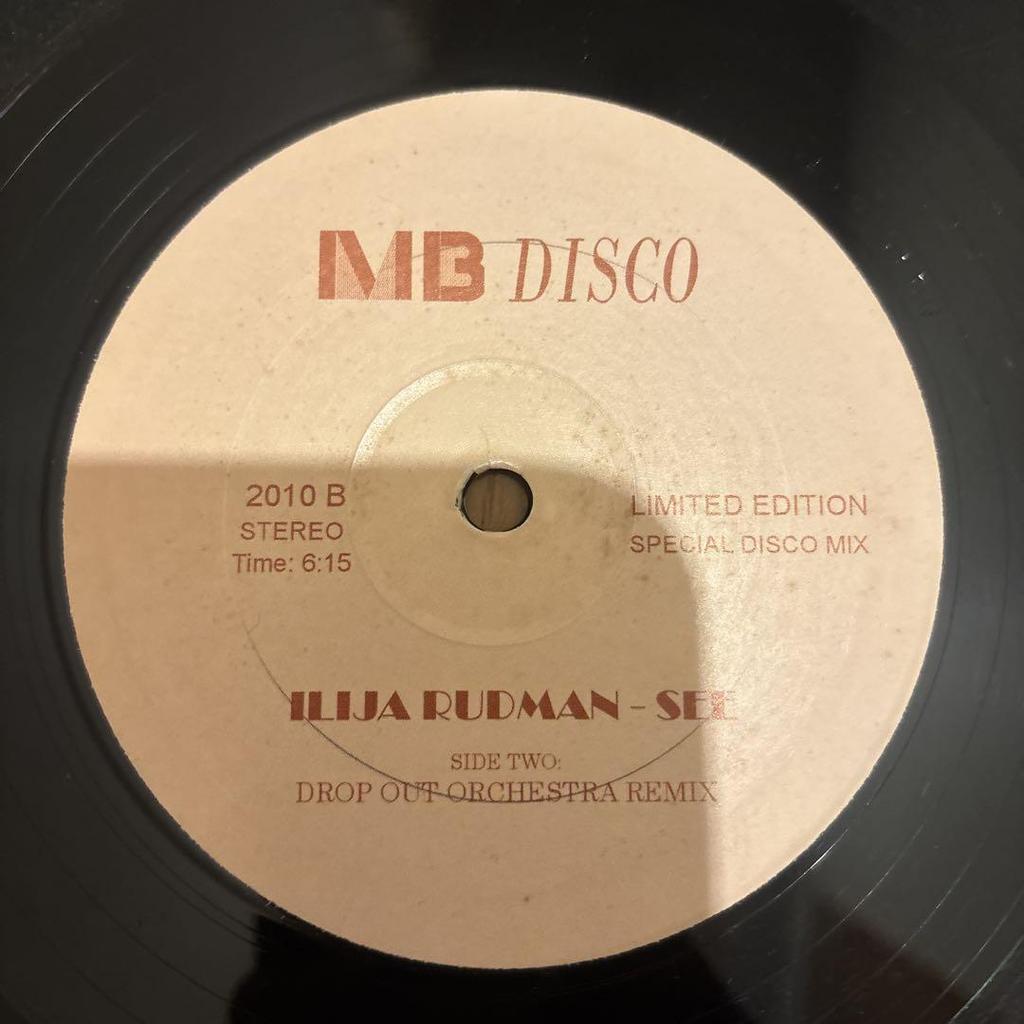 MB DISCO
2010 B
STEREO
Time: 6:15
LIMITED EDITION
SPECIAL DISCO MIX
ILIJA RUDMAN - SEE
SIDE TWO:
DROP OUT ORCHESTRA REMIX